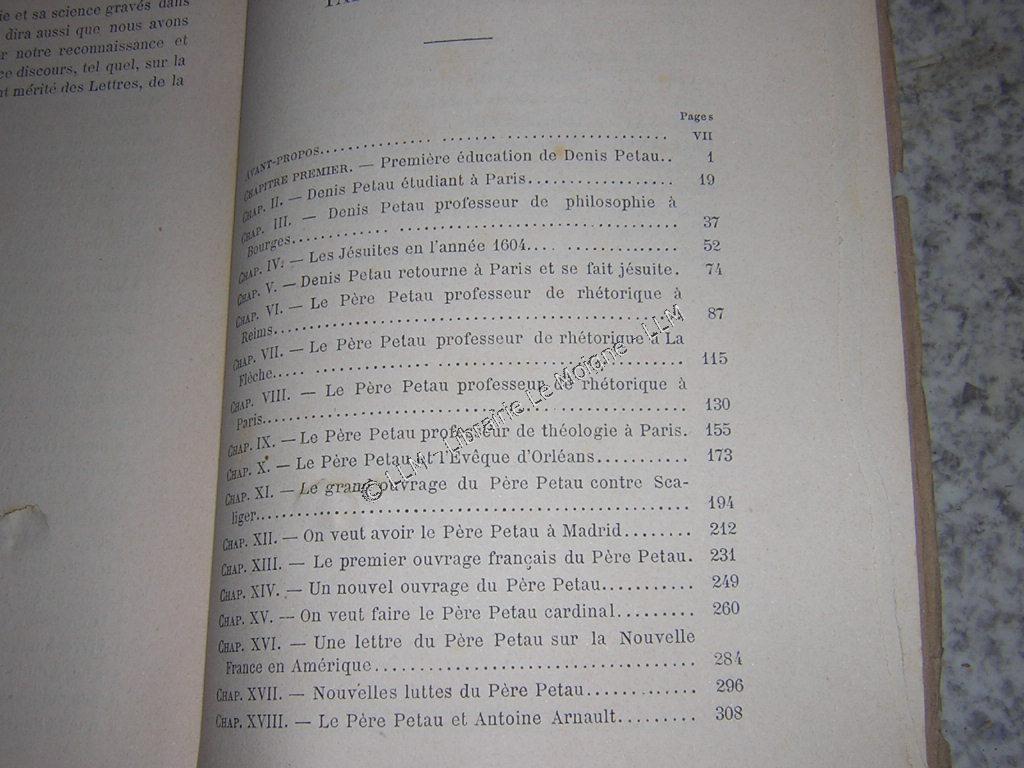 ie et sa science gravés dans
dira aussi que nous avons
r notre reconnaissance et
ce discours, tel quel, sur la
nt mérité des Lettres, de la
Pages
AVANT-PROPOS............. ....... ..................... VII
CHAPITRE PREMIER. — Première éducation de Denis Petau.. 1
CHAP. II. — Denis Petau étudiant à Paris................. 19
CHAP. III. — Denis Petau professeur de philosophie à
Bourges............ ................................ 37
CHAP. IV. — Les Jésuites en l'année 1604.... ............. 52
CHAP. V. — Denis Petau retourne à Paris et se fait jésuite. 74
CHAP. VI. — Le Père Petau professeur de rhétorique à
Reims............................................... 87
CHAP. VII. — Le Père Petau professeur de rhétorique à La
Flèche..... .............. ......................... 115
CHAP. VIII. — Le Père Petau professeur de rhétorique à
Paris............................................... 130
CHAP. IX. — Le Père Petau professeur de théologie à Paris. 155
CHAP. X. — Le Père Petau et l'Evêque d'Orléans........... 173
CHAP. XI. — Le grand ouvrage du Père Petau contre Sca-
liger............................................... 194
CHAP. XII. — On veut avoir le Père Petau à Madrid........ 212
CHAP. XIII. — Le premier ouvrage français du Père Petau. 231
CHAP. XIV. — Un nouvel ouvrage du Père Petau........... 249
CHAP. XV. — On veut faire le Père Petau cardinal......... 260
CHAP. XVI. — Une lettre du Père Petau sur la Nouvelle
France en Amérique.................................. 284
CHAP. XVII. — Nouvelles luttes du Père Petau............. 296
CHAP. XVIII. — Le Père Petau et Antoine Arnault......... 308
© LLM - Librairie Le Moigne - LLM